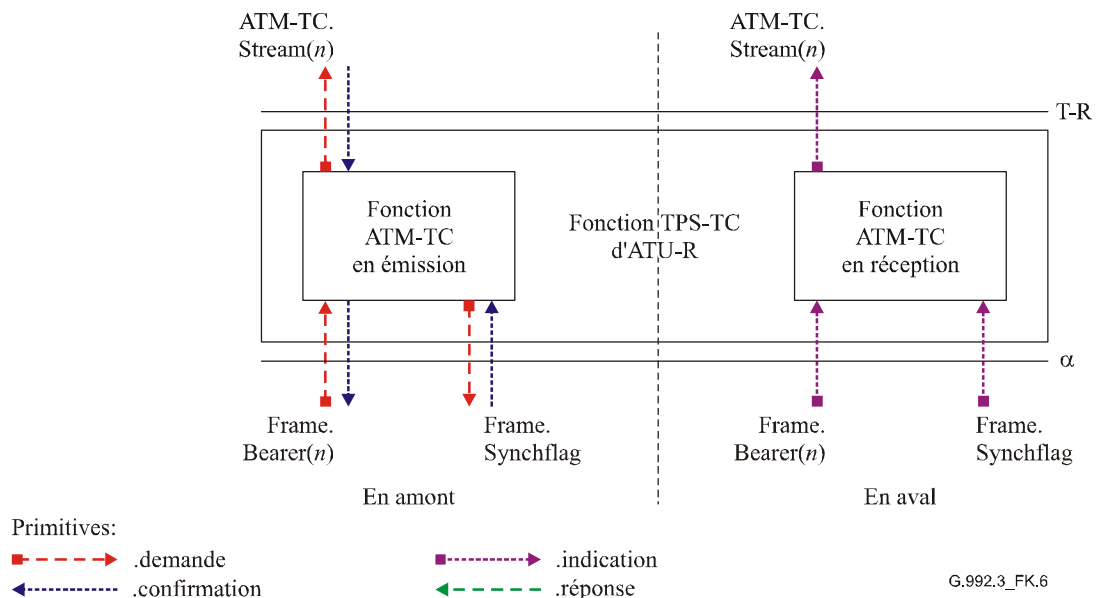 ATM-TC.
Stream(n)
ATM-TC.
Stream(n)
T-R
Fonction
ATM-TC
en émission
Fonction TPS-TC
d'ATU-R
Fonction
ATM-TC
en réception
α
Frame.
Bearer(n)
Frame.
Synchflag
Frame.
Bearer(n)
Frame.
Synchflag
En amont
En aval
Primitives:
.demande
.indication
.confirmation
.réponse
G.992.3_FK.6